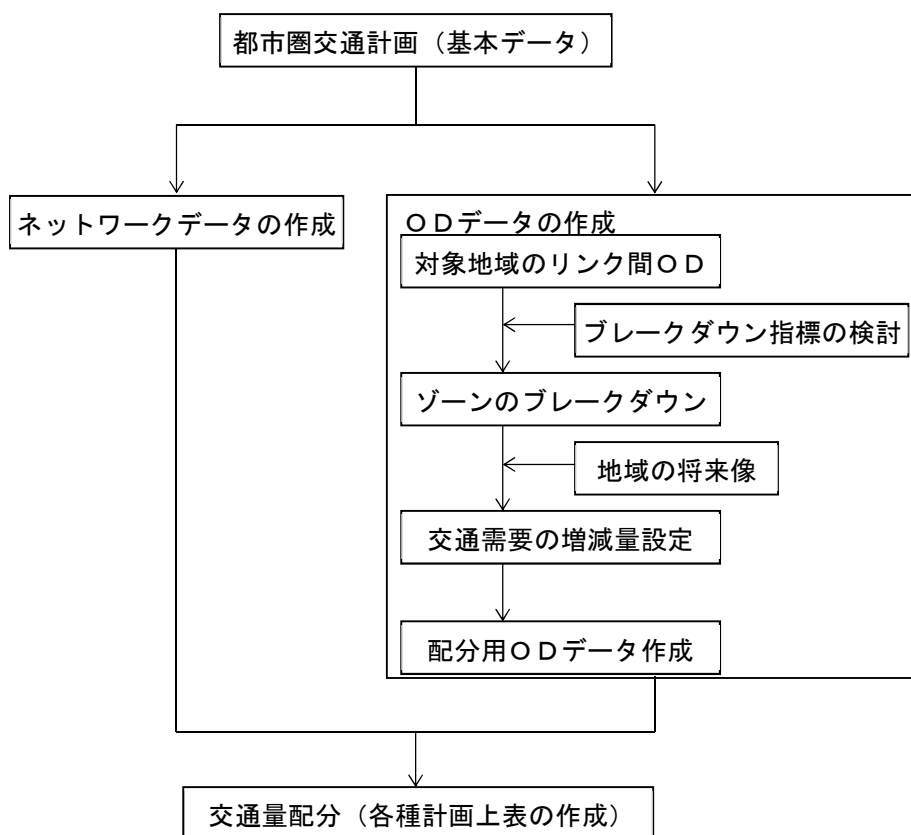 都市圏交通計画（基本データ）
ネットワークデータの作成
ＯＤデータの作成
対象地域のリンク間ＯＤ
ブレークダウン指標の検討
ゾーンのブレークダウン
地域の将来像
交通需要の増減量設定
配分用ＯＤデータ作成
交通量配分（各種計画上表の作成）